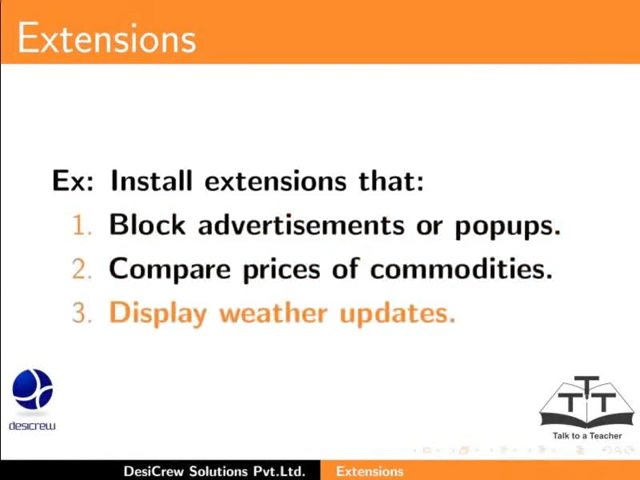 Extensions
Ex: Install extensions that:
1. Block advertisements or popups.
2. Compare prices of commodities.
3. Display weather updates.
desicrew
TTT
Talk to a Teacher
DesiCrew Solutions Pvt.Ltd. Extensions